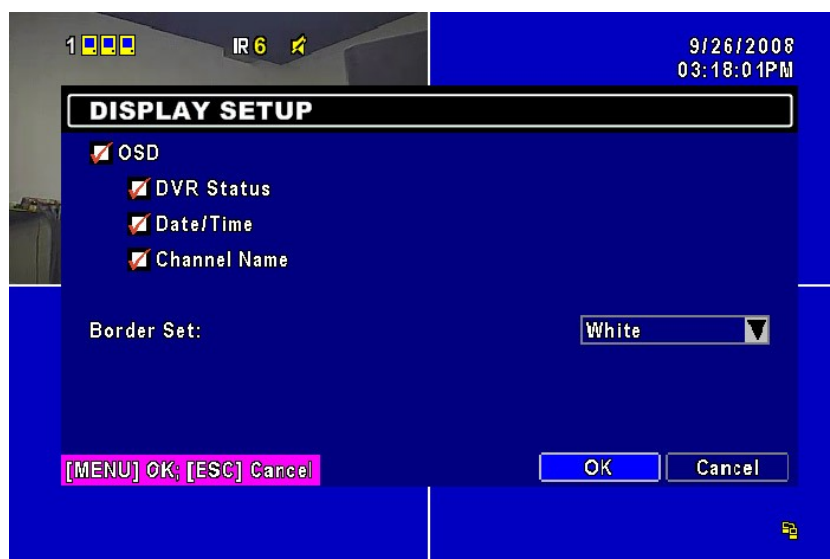 1 IR 6 9/26/2008
03:18:01PM
DISPLAY SETUP
OSD
DVR Status
Date/Time
Channel Name
Border Set: White
[MENU] OK; [ESC] Cancel OK Cancel